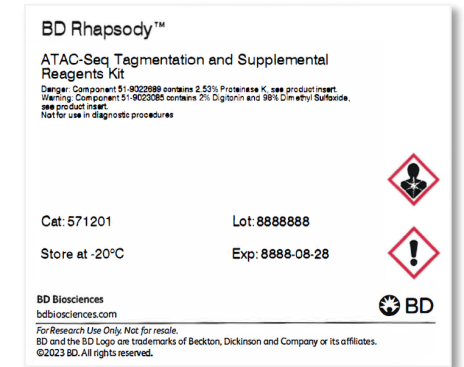 BD Rhapsody™
ATAC-Seq Tagmentation and Supplemental
Reagents Kit
Danger: Component 51-9022689 contains 2.53% Proteinase K, see product insert.
Warning: Component 51-9023085 contains 2% Digitonin and 98% Dimethyl Sulfoxide,
see product insert.
Not for use in diagnostic procedures
Cat: 571201 Lot: 8888888
Store at -20°C Exp: 8888-08-28
BD Biosciences
bdbiosciences.com
BD
For Research Use Only. Not for resale.
BD and the BD Logo are trademarks of Beckton, Dickinson and Company or its affiliates.
©2023 BD. All rights reserved.